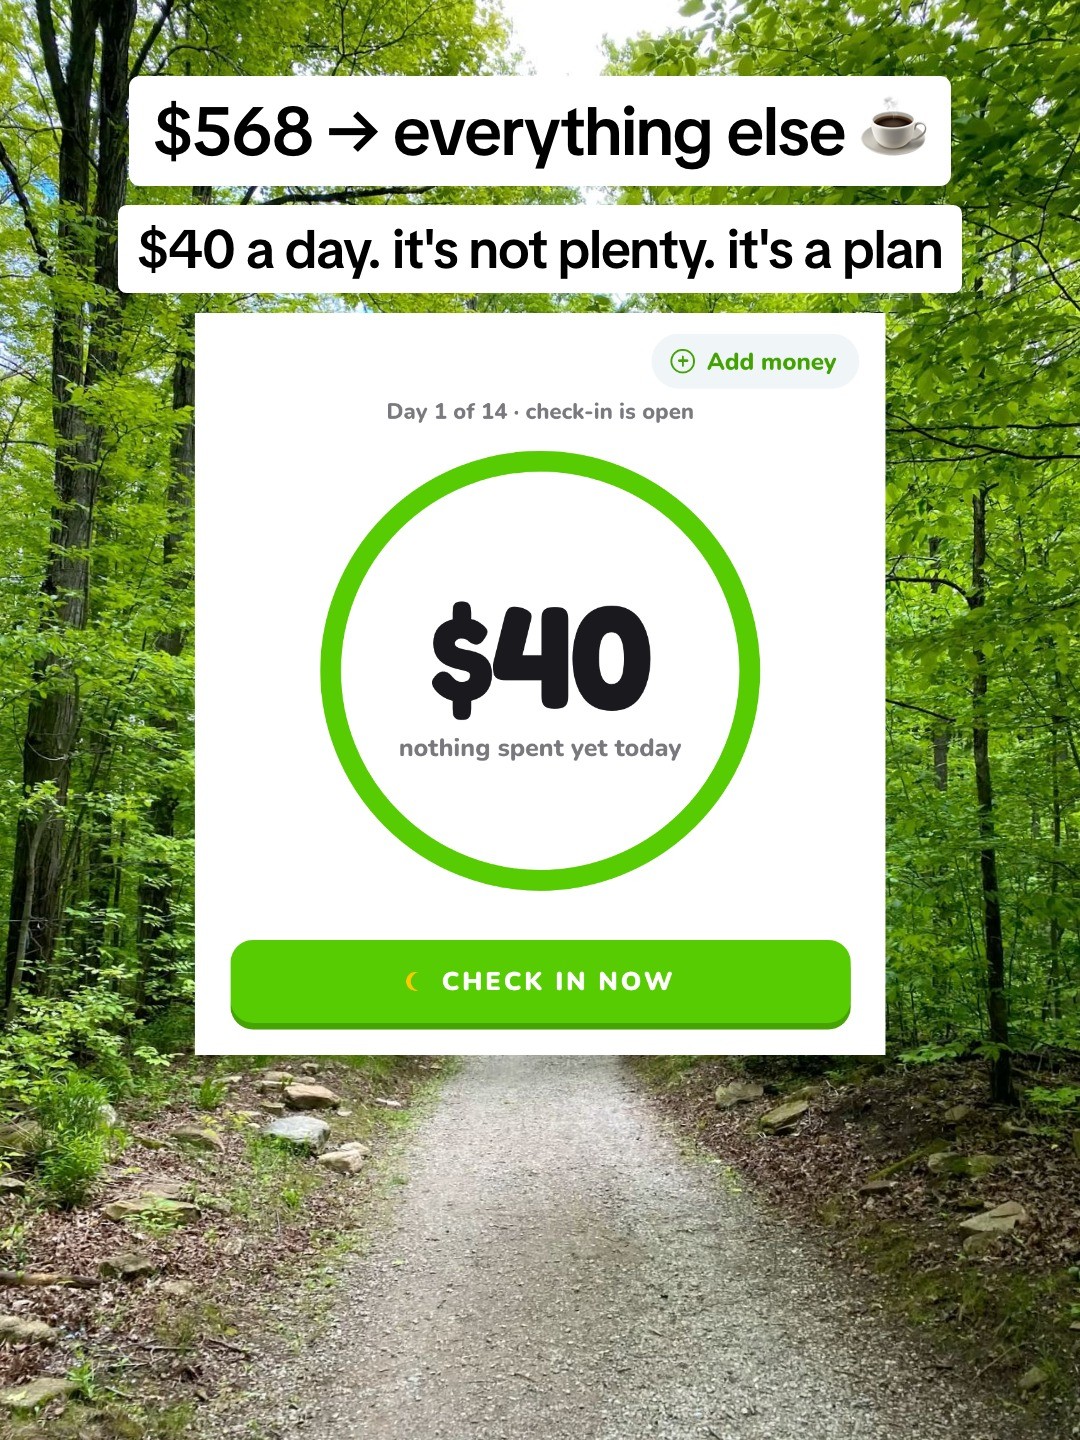 $568 → everything else ☕
$40 a day. it's not plenty. it's a plan
Add money
Day 1 of 14 · check-in is open
$40
nothing spent yet today
CHECK IN NOW